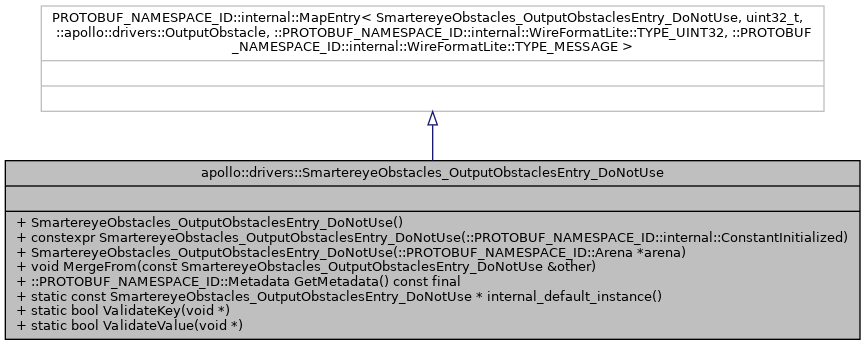 PROTOBUF_NAMESPACE_ID::internal::MapEntry< SmartereyeObstacles_OutputObstaclesEntry_DoNotUse, uint32_t,
::apollo::drivers::OutputObstacle, ::PROTOBUF_NAMESPACE_ID::internal::WireFormatLite::TYPE_UINT32, ::PROTOBUF
_NAMESPACE_ID::internal::WireFormatLite::TYPE_MESSAGE >
apollo::drivers::SmartereyeObstacles_OutputObstaclesEntry_DoNotUse
+ SmartereyeObstacles_OutputObstaclesEntry_DoNotUse()
+ constexpr SmartereyeObstacles_OutputObstaclesEntry_DoNotUse(::PROTOBUF_NAMESPACE_ID::internal::ConstantInitialized)
+ SmartereyeObstacles_OutputObstaclesEntry_DoNotUse(::PROTOBUF_NAMESPACE_ID::Arena *arena)
+ void MergeFrom(const SmartereyeObstacles_OutputObstaclesEntry_DoNotUse &other)
+ ::PROTOBUF_NAMESPACE_ID::Metadata GetMetadata() const final
+ static const SmartereyeObstacles_OutputObstaclesEntry_DoNotUse * internal_default_instance()
+ static bool ValidateKey(void *)
+ static bool ValidateValue(void *)